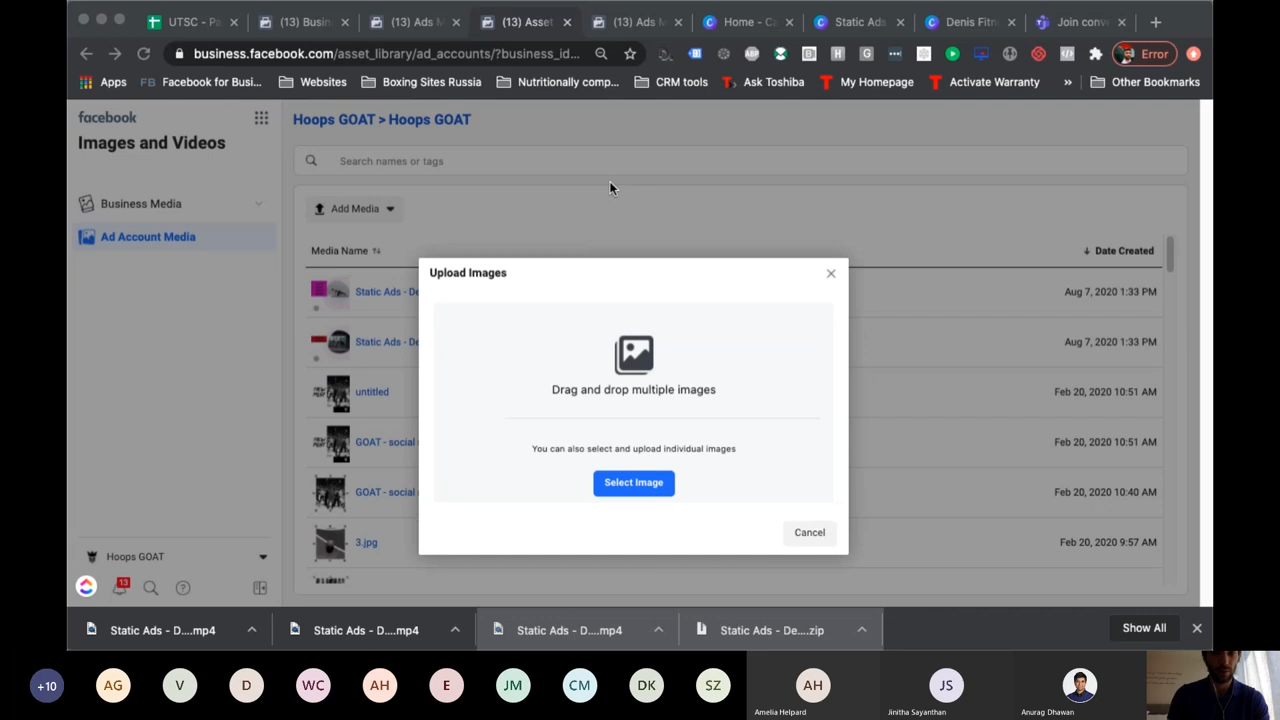 UTSC - Pa
(13) Busin
(13) Ads M
(13) Asset
(13) Ads M
Home - Ca
Static Ads
Denis Fitn
Join conv
business.facebook.com/asset_library/ad_accounts/?business_id...
ABP
B
H
G
Error
Apps
FB Facebook for Busi...
Websites
Boxing Sites Russia
Nutritionally comp...
CRM tools
Ask Toshiba
My Homepage
Activate Warranty
»
Other Bookmarks
facebook
Images and Videos
Business Media
Ad Account Media
Hoops GOAT
13
Hoops GOAT > Hoops GOAT
Search names or tags
Add Media
Media Name
Date Created
Static Ads - De
Aug 7, 2020 1:33 PM
Static Ads - De
Aug 7, 2020 1:33 PM
untitled
Feb 20, 2020 10:51 AM
GOAT - social
Feb 20, 2020 10:51 AM
GOAT - social
Feb 20, 2020 10:40 AM
3.jpg
Feb 20, 2020 9:57 AM
Upload Images
Drag and drop multiple images
You can also select and upload individual images
Select Image
Cancel
Static Ads - D....mp4
Static Ads - D....mp4
Static Ads - D....mp4
Static Ads - De....zip
Show All
+10
AG
V
D
WC
AH
E
JM
CM
DK
SZ
AH
Amelia Helpard
JS
Jinitha Sayanthan
Anurag Dhawan